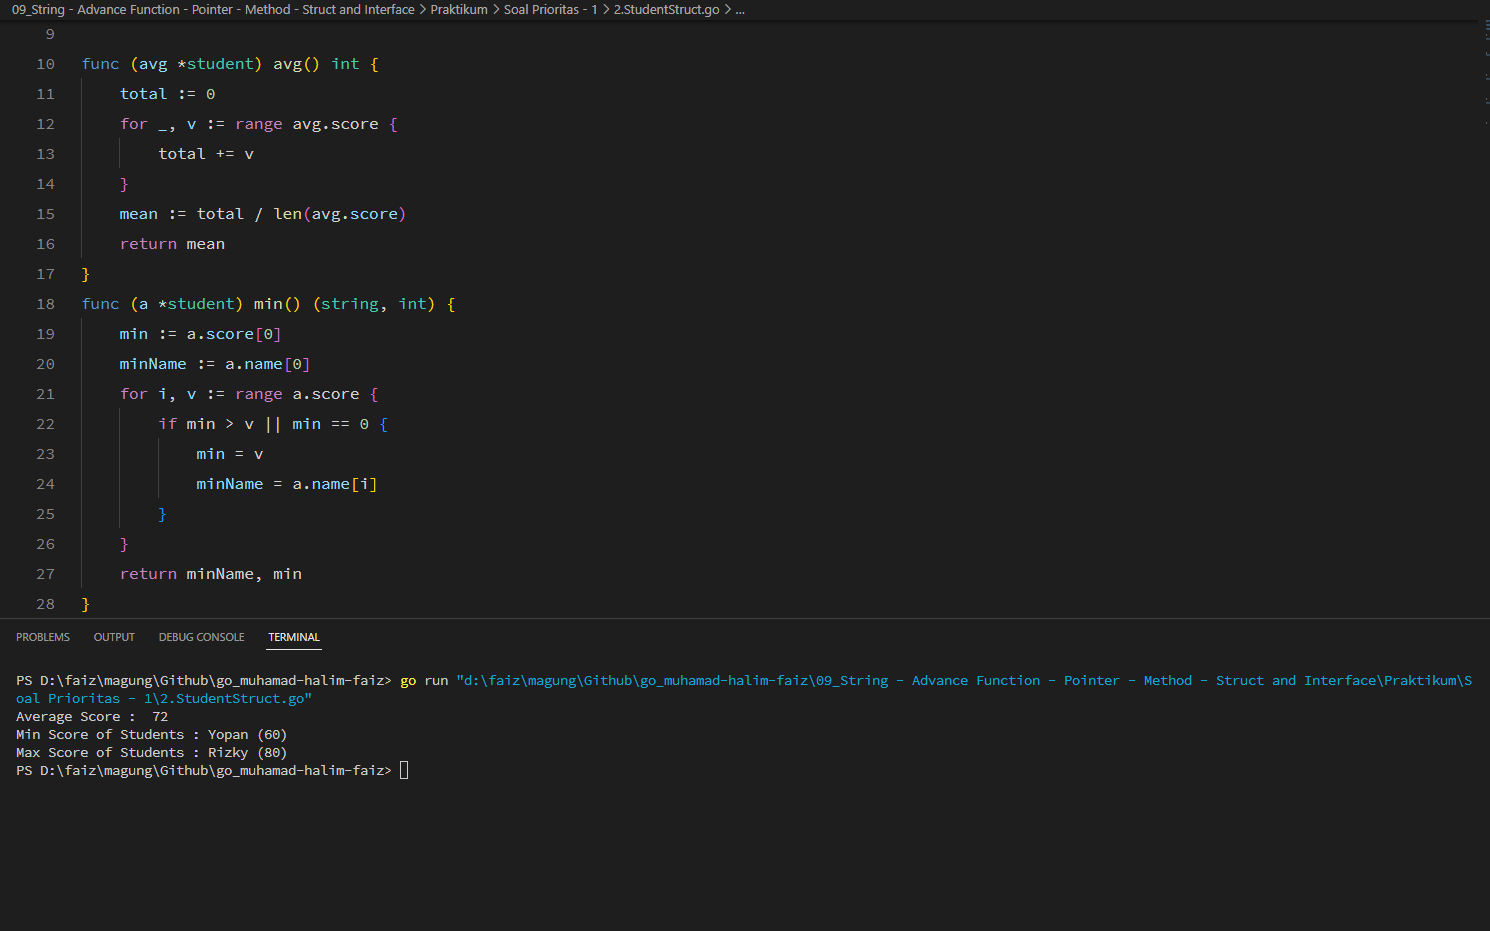 09_String - Advance Function - Pointer - Method - Struct and Interface > Praktikum > Soal Prioritas - 1 > 2.StudentStruct.go > ...
9
10 func (avg *student) avg() int {
11 total := 0
12 for _, v := range avg.score {
13 total += v
14 }
15 mean := total / len(avg.score)
16 return mean
17 }
18 func (a *student) min() (string, int) {
19 min := a.score[0]
20 minName := a.name[0]
21 for i, v := range a.score {
22 if min > v || min == 0 {
23 min = v
24 minName = a.name[i]
25 }
26 }
27 return minName, min
28 }
PROBLEMS OUTPUT DEBUG CONSOLE TERMINAL
PS D:\faiz\magung\Github\go_muhamad-halim-faiz> go run "d:\faiz\magung\Github\go_muhamad-halim-faiz\09_String - Advance Function - Pointer - Method - Struct and Interface\Praktikum\S
oal Prioritas - 1\2.StudentStruct.go"
Average Score :  72
Min Score of Students : Yopan (60)
Max Score of Students : Rizky (80)
PS D:\faiz\magung\Github\go_muhamad-halim-faiz>